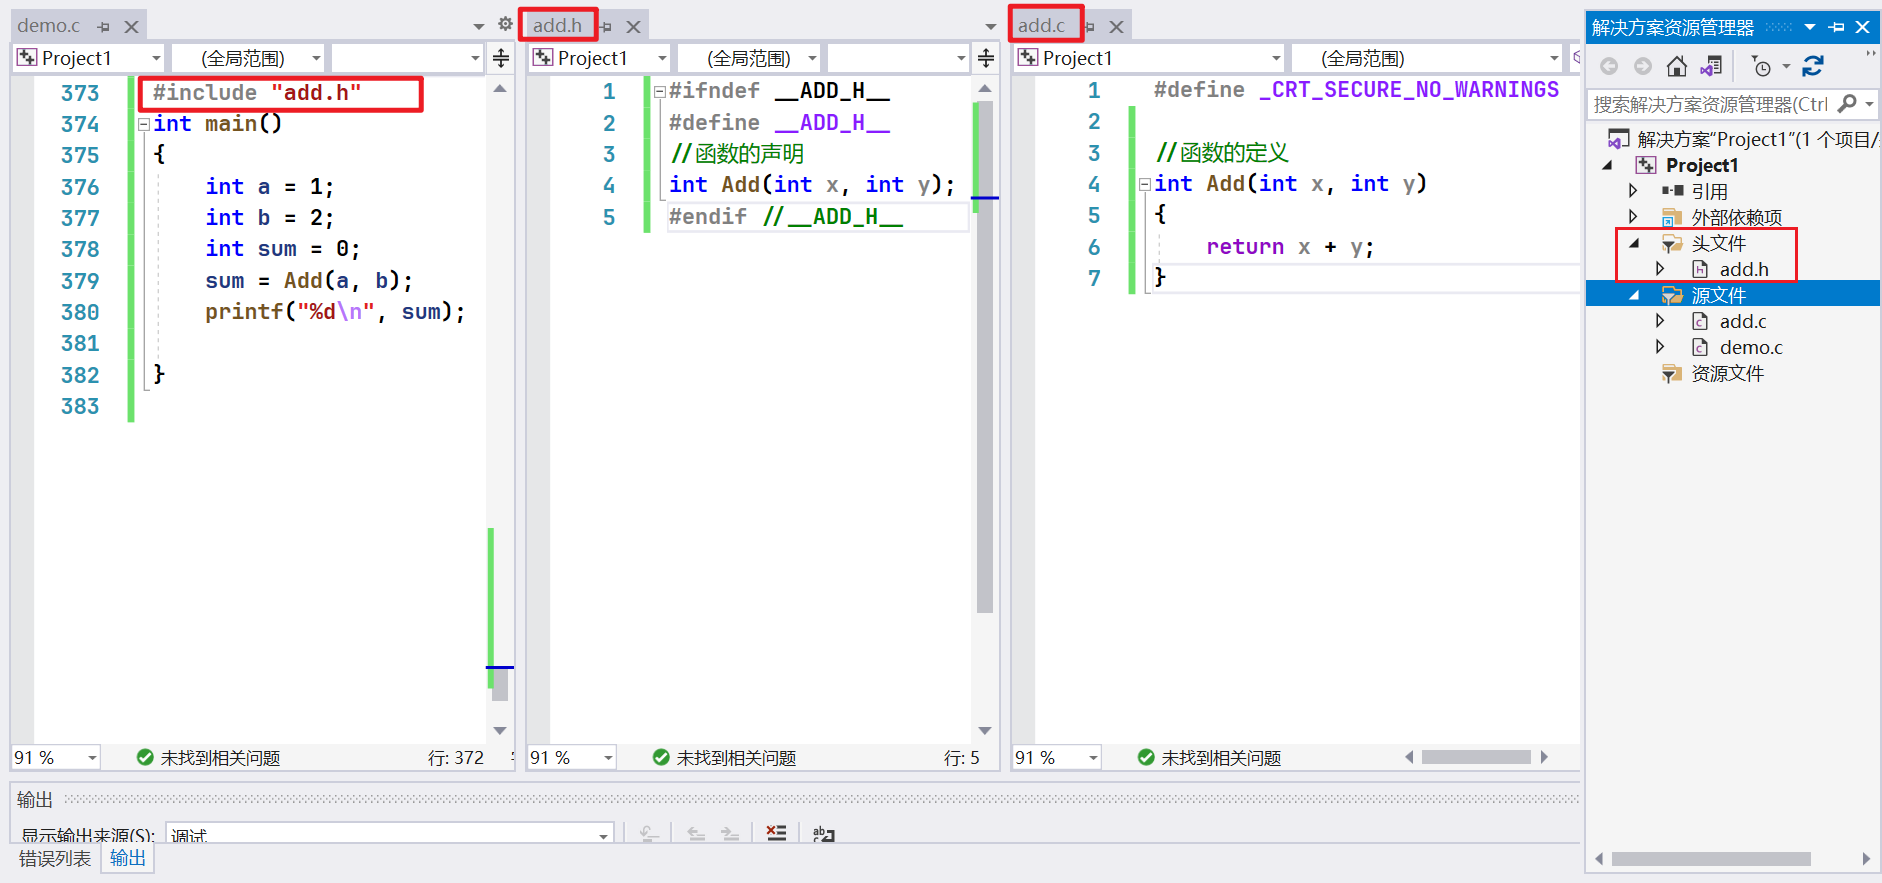 demo.c
Project1
(全局范围)
373 #include "add.h"
374 int main()
375 {
376 int a = 1;
377 int b = 2;
378 int sum = 0;
379 sum = Add(a, b);
380 printf("%d\n", sum);
381
382 }
383
91 %
未找到相关问题
行: 372
add.h
Project1
(全局范围)
1 #ifndef __ADD_H__
2 #define __ADD_H__
3 //函数的声明
4 int Add(int x, int y);
5 #endif //__ADD_H__
91 %
未找到相关问题
行: 5
add.c
Project1
(全局范围)
1 #define _CRT_SECURE_NO_WARNINGS
2
3 //函数的定义
4 int Add(int x, int y)
5 {
6 return x + y;
7 }
91 %
未找到相关问题
输出
显示输出来源(S): 调试
错误列表 输出
解决方案资源管理器
搜索解决方案资源管理器(Ctrl
解决方案"Project1"(1 个项目/
Project1
引用
外部依赖项
头文件
add.h
源文件
add.c
demo.c
资源文件